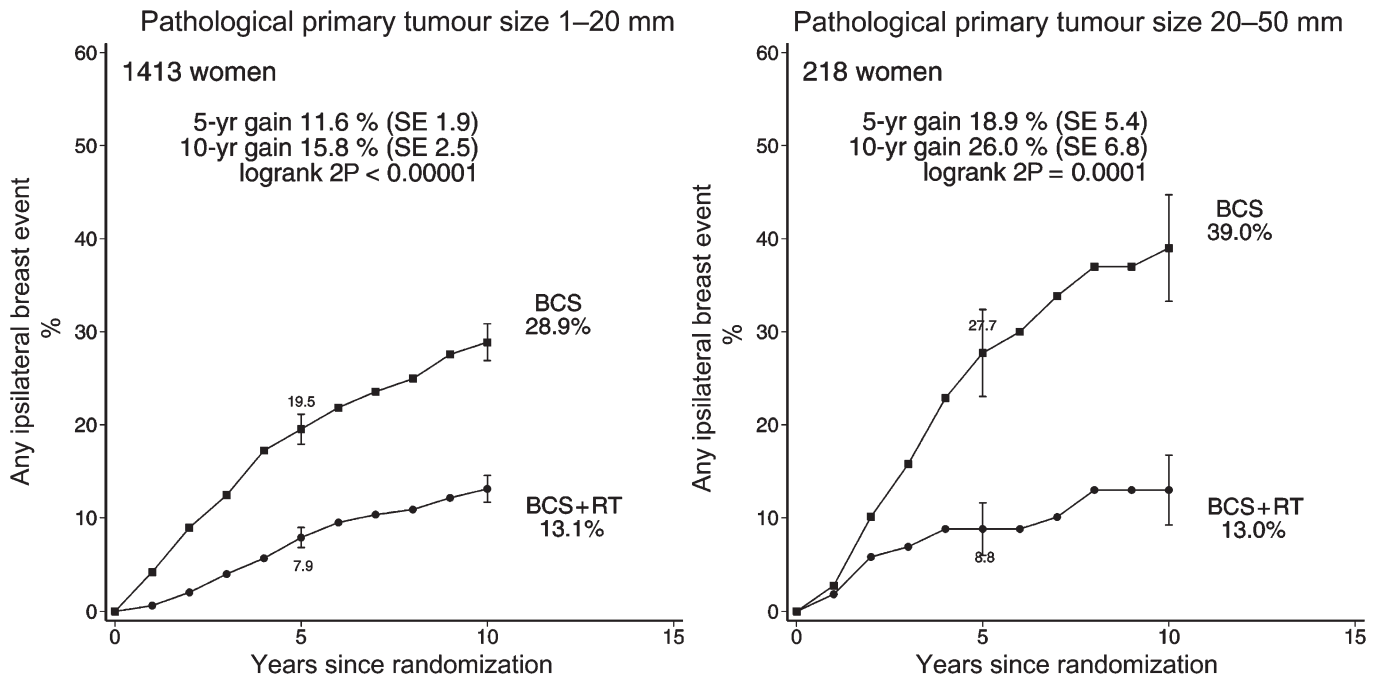 Pathological primary tumour size 1–20 mm
60
1413 women
5-yr gain 11.6 % (SE 1.9)
10-yr gain 15.8 % (SE 2.5)
logrank 2P < 0.00001
50
40
30
20
10
0
Any ipsilateral breast event
%
BCS
28.9%
19.5
BCS+RT
13.1%
7.9
0
5
10
15
Years since randomization
Pathological primary tumour size 20–50 mm
60
218 women
5-yr gain 18.9 % (SE 5.4)
10-yr gain 26.0 % (SE 6.8)
logrank 2P = 0.0001
50
40
30
20
10
0
Any ipsilateral breast event
%
BCS
39.0%
27.7
BCS+RT
13.0%
8.8
0
5
10
15
Years since randomization